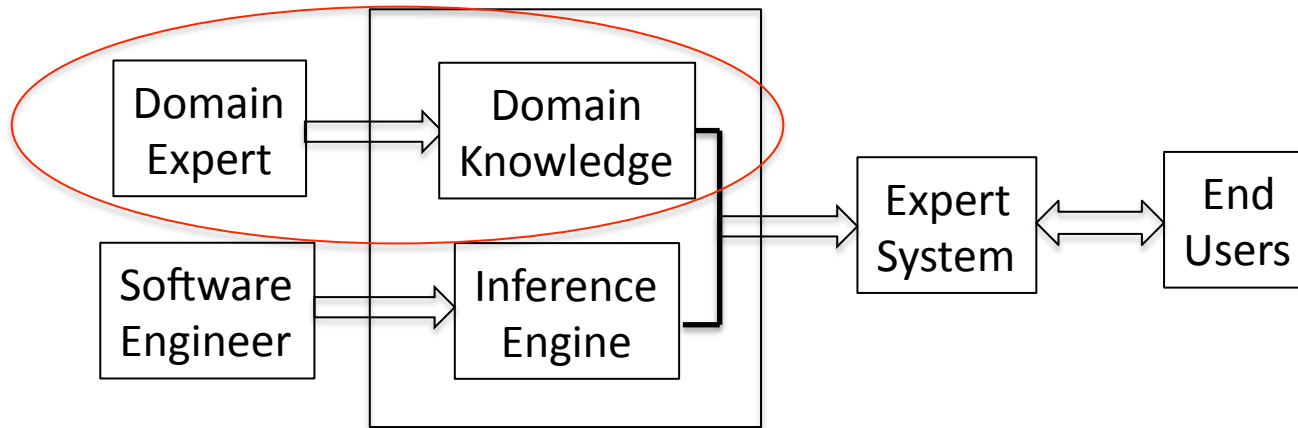 Domain
Expert
Domain
Knowledge
Expert
System
End
Users
Software
Engineer
Inference
Engine